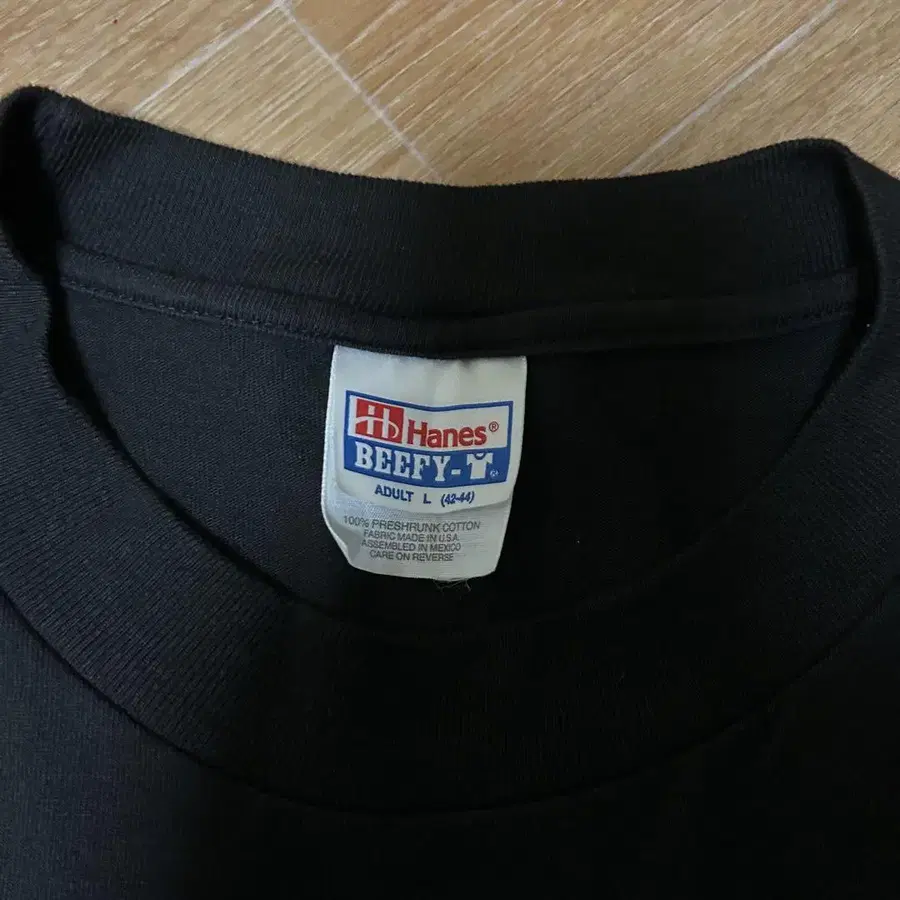 Hanes®
BEEFY-T
ADULT L (42-44)
100% PRESHRUNK COTTON
FABRIC MADE IN U.S.A.
ASSEMBLED IN MEXICO
CARE ON REVERSE